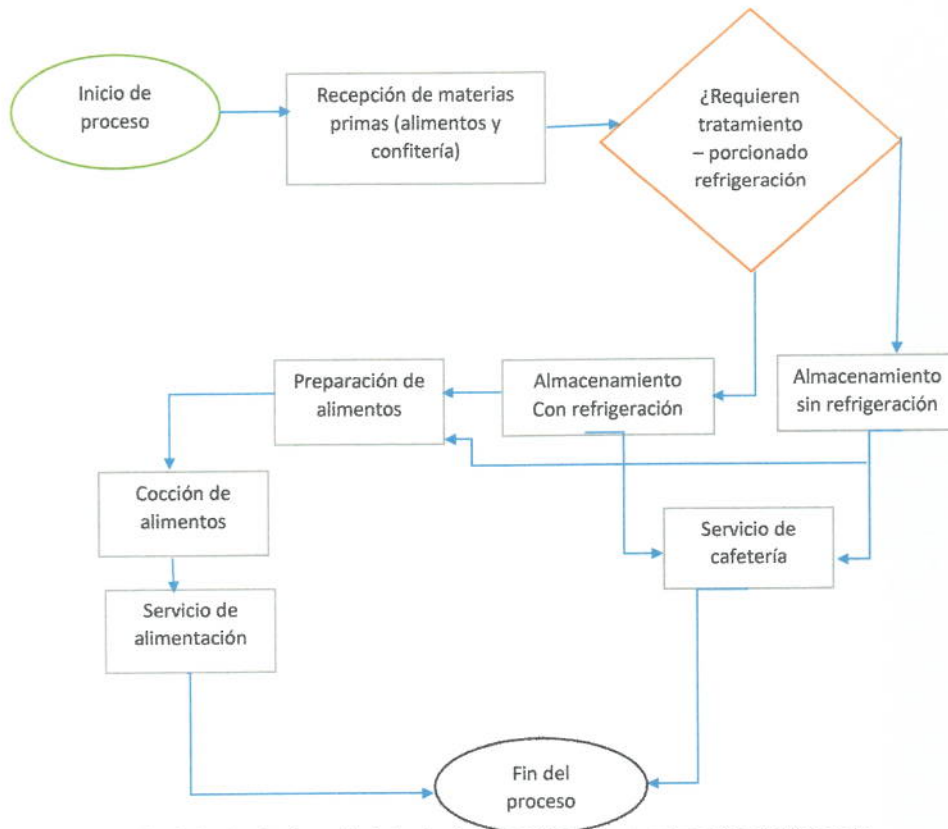 Inicio de
proceso
Recepción de materias
primas (alimentos y
confitería)
¿Requieren
tratamiento
– porcionado
refrigeración
Preparación de
alimentos
Almacenamiento
Con refrigeración
Almacenamiento
sin refrigeración
Cocción de
alimentos
Servicio de
cafetería
Servicio de
alimentación
Fin del
proceso